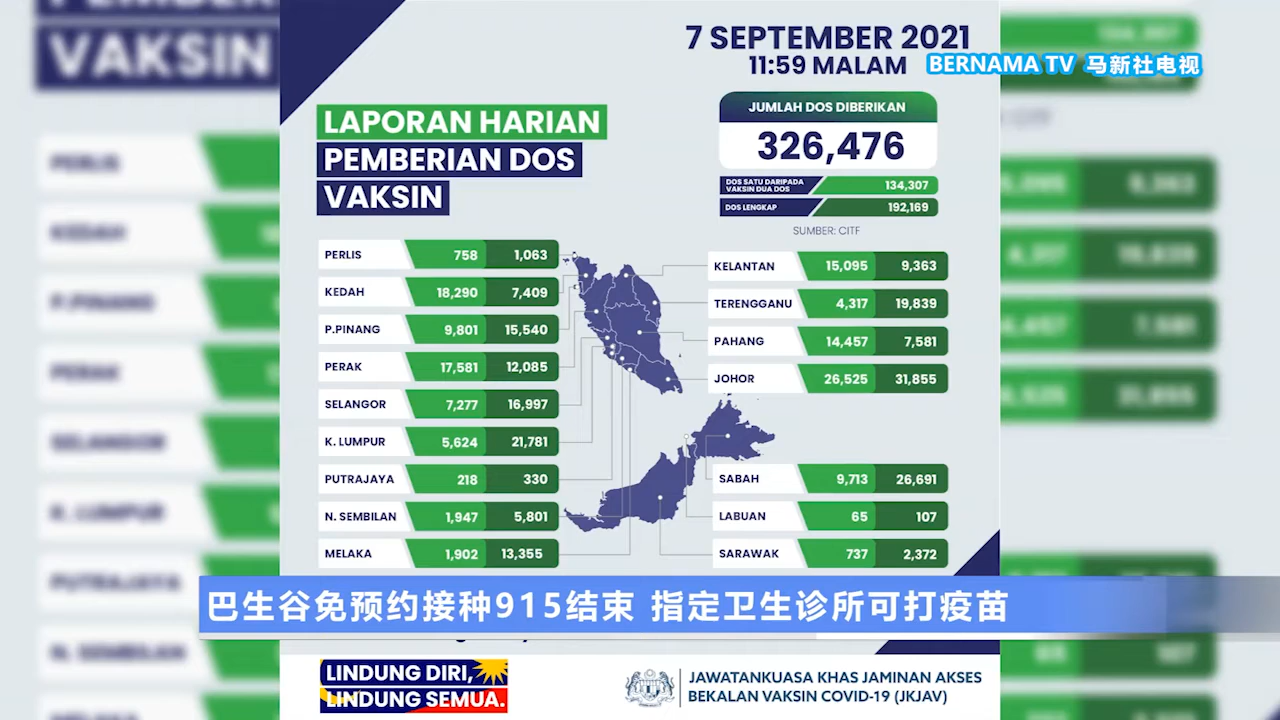 7 SEPTEMBER 2021
11:59 MALAM
BERNAMA TV 马新社电视
LAPORAN HARIAN
PEMBERIAN DOS
VAKSIN
JUMLAH DOS DIBERIKAN
326,476
DOS SATU DARIPADA
VAKSIN DUA DOS
134,307
DOS LENGKAP
192,169
SUMBER: CITF
PERLIS 758 1,063
KEDAH 18,290 7,409
P.PINANG 9,801 15,540
PERAK 17,581 12,085
SELANGOR 7,277 16,997
K. LUMPUR 5,624 21,781
PUTRAJAYA 218 330
N. SEMBILAN 1,947 5,801
MELAKA 1,902 13,355
KELANTAN 15,095 9,363
TERENGGANU 4,317 19,839
PAHANG 14,457 7,581
JOHOR 26,525 31,855
SABAH 9,713 26,691
LABUAN 65 107
SARAWAK 737 2,372
巴生谷免预约接种915结束 指定卫生诊所可打疫苗
LINDUNG DIRI,
LINDUNG SEMUA.
JAWATANKUASA KHAS JAMINAN AKSES
BEKALAN VAKSIN COVID-19 (JKJAV)